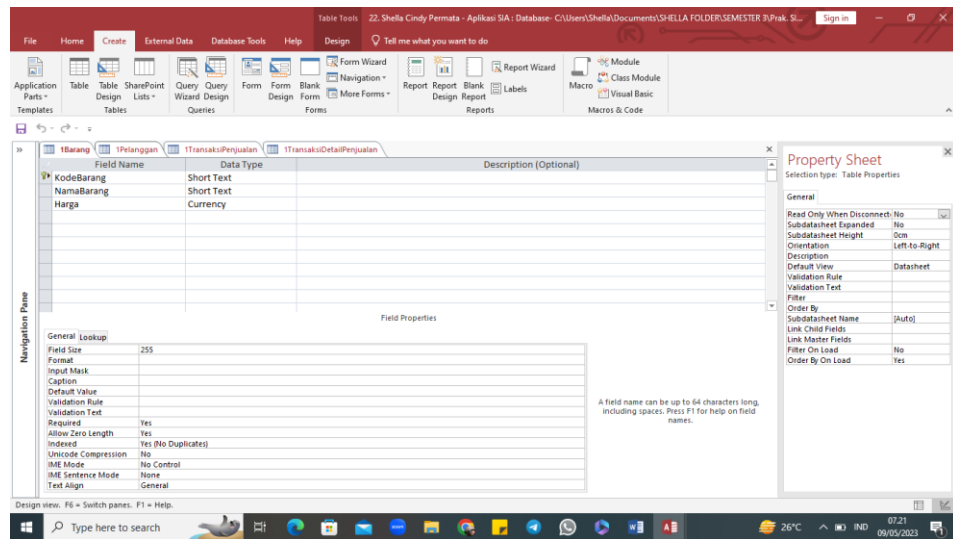 Table Tools 22. Shella Cindy Permata - Aplikasi SIA : Database- C:\Users\Shella\Documents\SHELLA FOLDER\SEMESTER 3\Prak. SI... Sign in
File Home Create External Data Database Tools Help Design Tell me what you want to do
Application Parts
Table
Table Design
SharePoint Lists
Query Wizard
Query Design
Form
Form Design
Blank Form
Form Wizard
Navigation
More Forms
Report
Report Design
Blank Report
Report Wizard
Labels
Macro
Module
Class Module
Visual Basic
Templates Tables Queries Forms Reports Macros & Code
1Barang 1Pelanggan 1TransaksiPenjualan 1TransaksiDetailPenjualan
Field Name Data Type Description (Optional)
KodeBarang Short Text
NamaBarang Short Text
Harga Currency
Navigation Pane
Field Properties
General Lookup
Field Size 255
Format
Input Mask
Caption
Default Value
Validation Rule
Validation Text
Required Yes
Allow Zero Length Yes
Indexed Yes (No Duplicates)
Unicode Compression No
IME Mode No Control
IME Sentence Mode None
Text Align General
A field name can be up to 64 characters long,
including spaces. Press F1 for help on field
names.
Property Sheet
Selection type: Table Properties
General
Read Only When Disconnect No
Subdatasheet Expanded No
Subdatasheet Height 0cm
Orientation Left-to-Right
Description
Default View Datasheet
Validation Rule
Validation Text
Filter
Order By
Subdatasheet Name [Auto]
Link Child Fields
Link Master Fields
Filter On Load No
Order By On Load Yes
Design view. F6 = Switch panes. F1 = Help.
Type here to search
26°C IND 07.21
09/05/2023